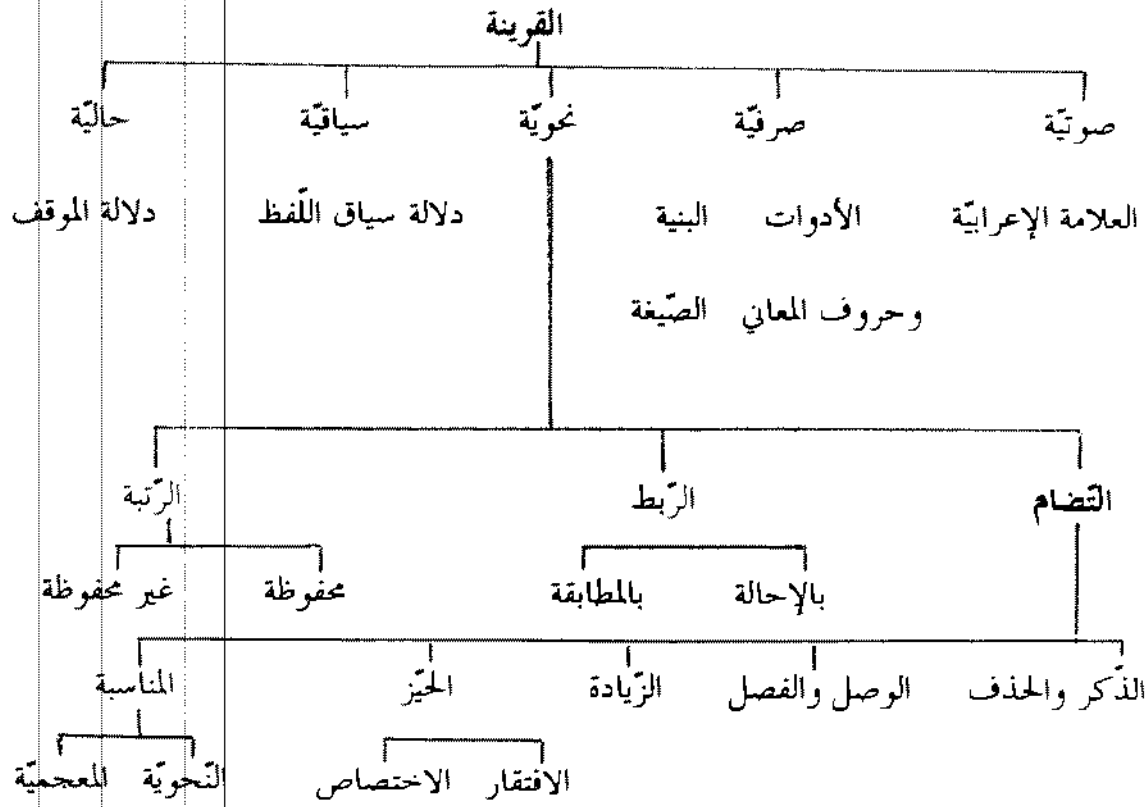 القرينة
صوتيّة صرفيّة نحويّة سياقيّة حاليّة
العلامة الإعرابيّة الأدوات البنية دلالة سياق اللّفظ دلالة الموقف
وحروف المعاني الصّيغة
التّضام الرّبط الرّتبة
بالإحالة بالمطابقة محفوظة غير محفوظة
الذّكر والحذف الوصل والفصل الزّيادة الحيّز المناسبة
الافتقار الاختصاص النّحويّة المعجميّة